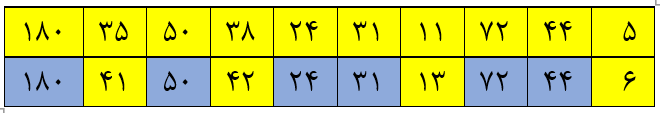 ۵ ۴۴ ۷۲ ۱۱ ۳۱ ۲۴ ۳۸ ۵۰ ۳۵ ۱۸۰
۶ ۴۴ ۷۲ ۱۳ ۳۱ ۲۴ ۴۲ ۵۰ ۴۱ ۱۸۰